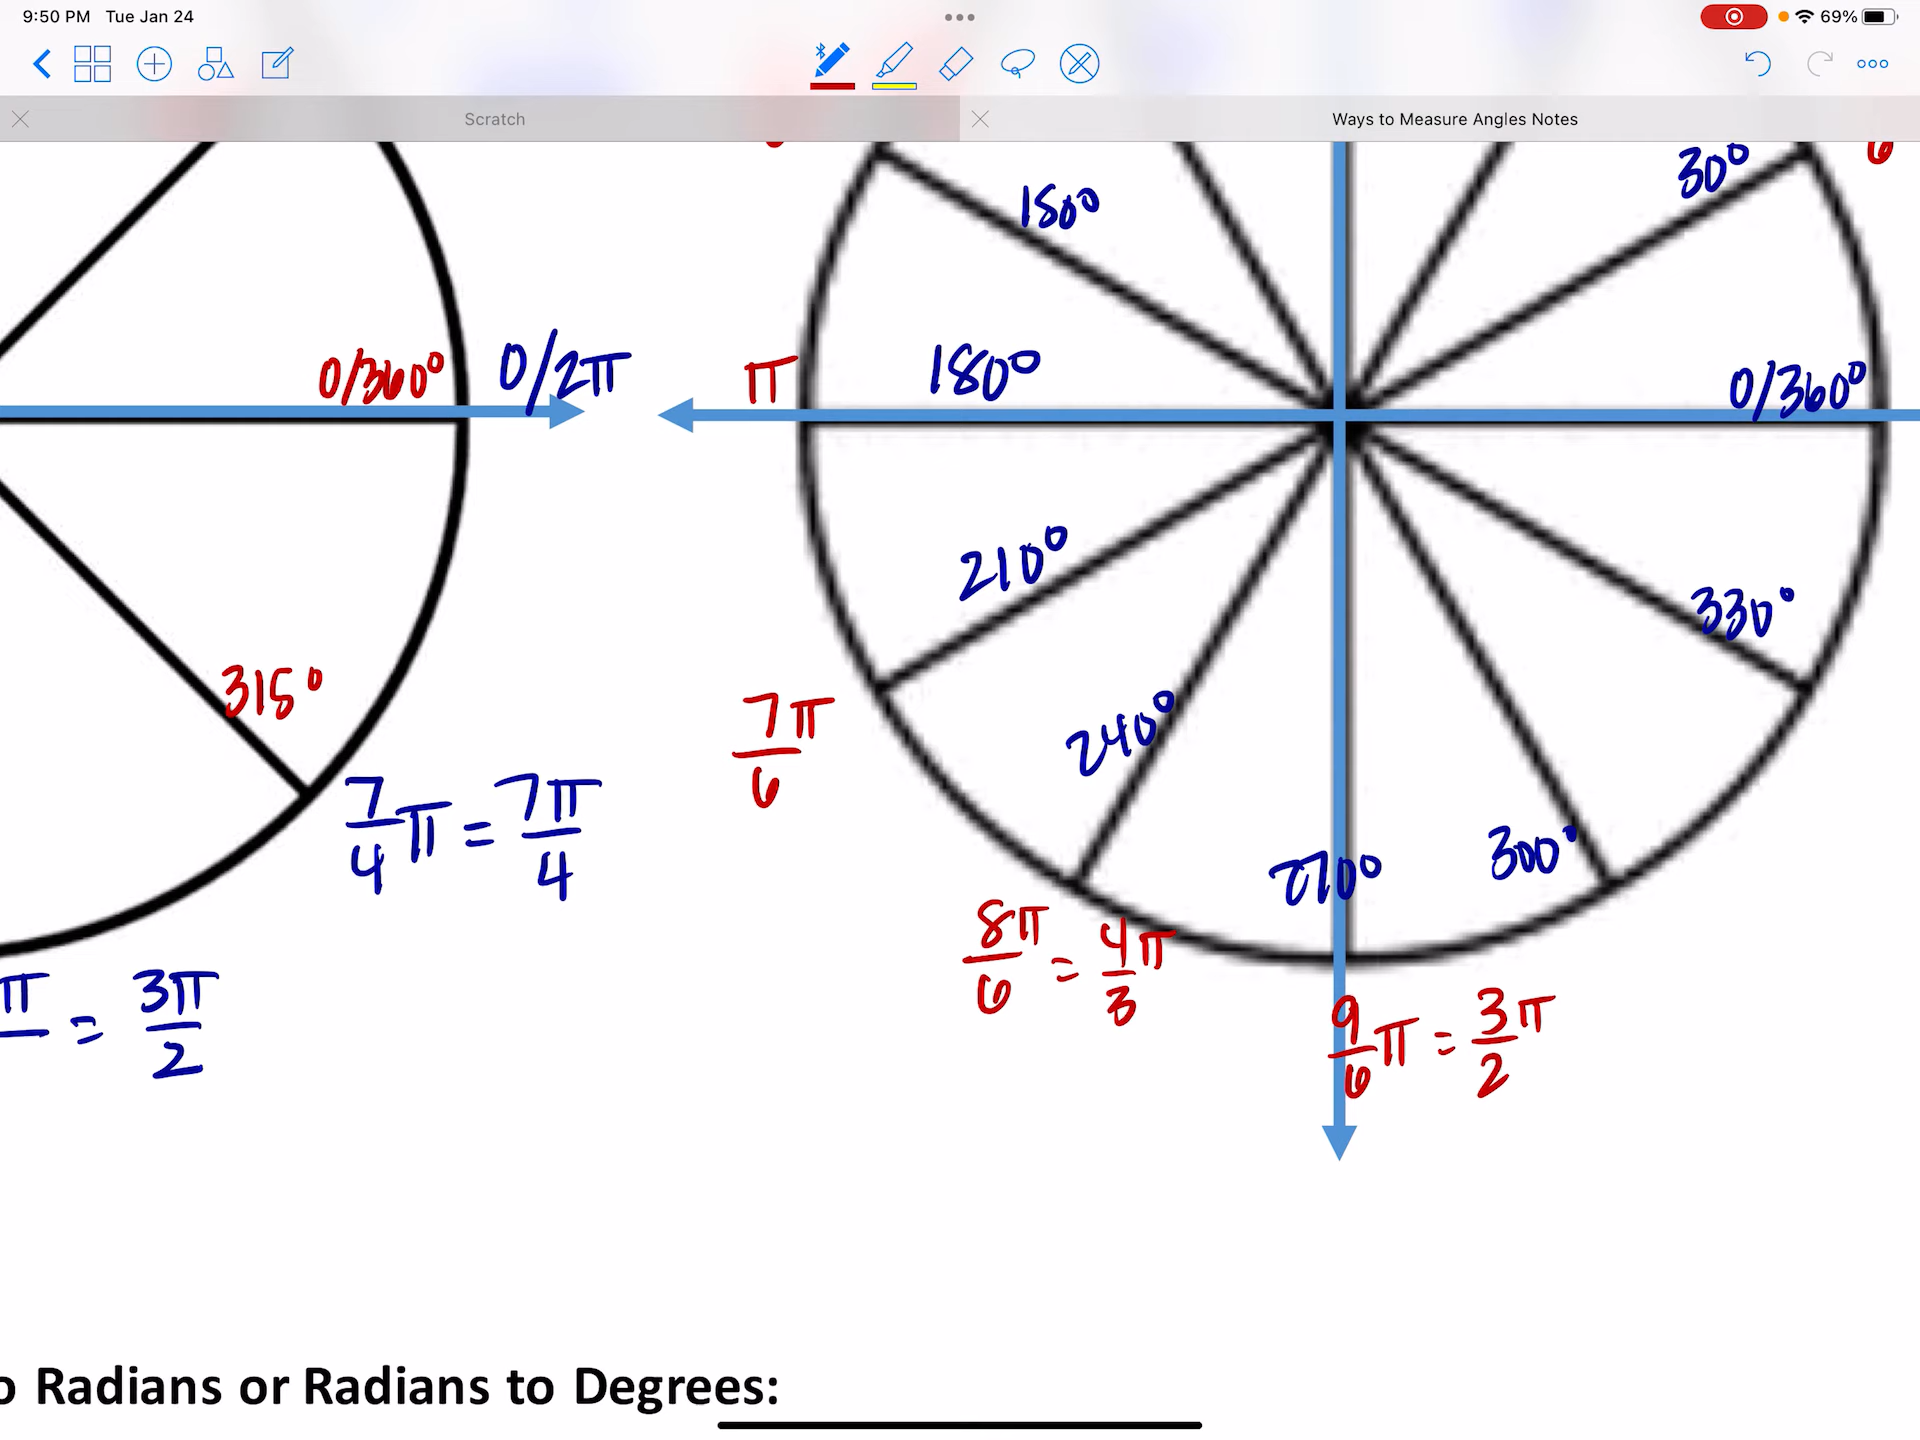 9:50 PM Tue Jan 24
69%
Scratch
Ways to Measure Angles Notes
150°
30°
6
0/360°
0/2π
π
180°
0/360°
210°
330°
315°
7π/6
240°
7/4 π = 7π/4
270°
300°
8π/6 = 4π/3
π = 3π/2
9/6 π = 3π/2
o Radians or Radians to Degrees: